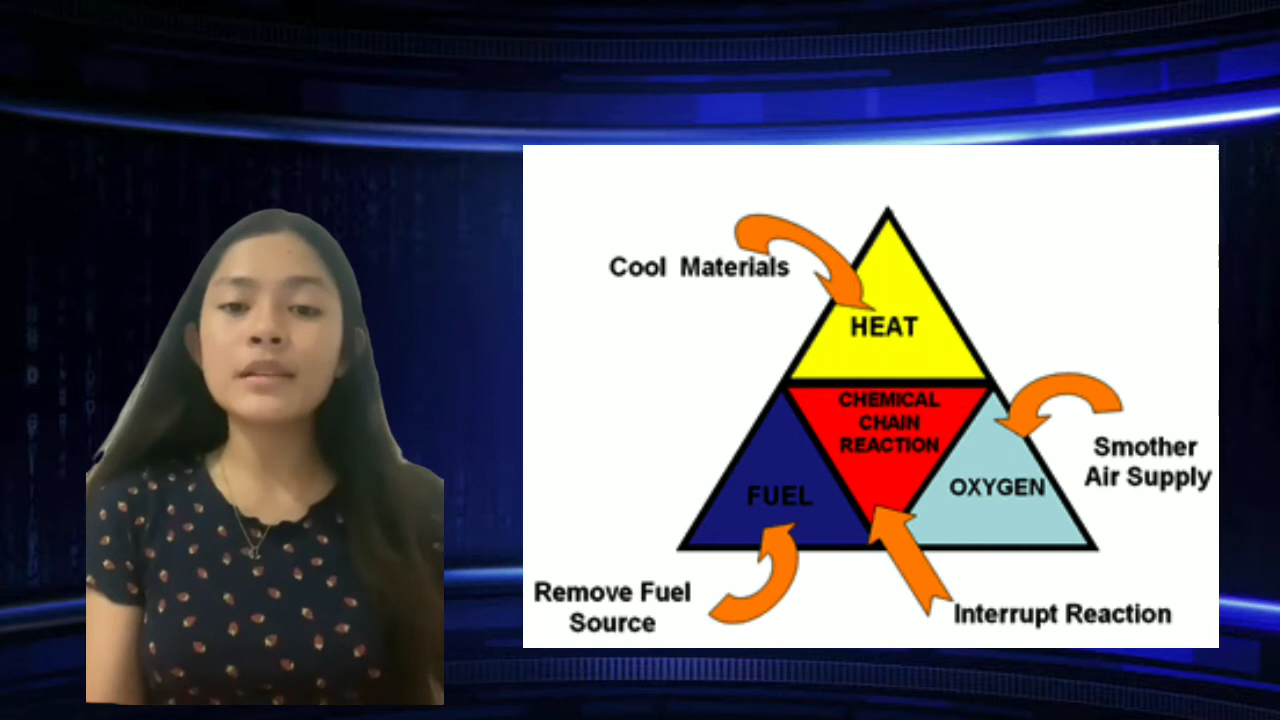 Cool Materials
HEAT
CHEMICAL
CHAIN
REACTION
FUEL
OXYGEN
Smother
Air Supply
Remove Fuel
Source
Interrupt Reaction